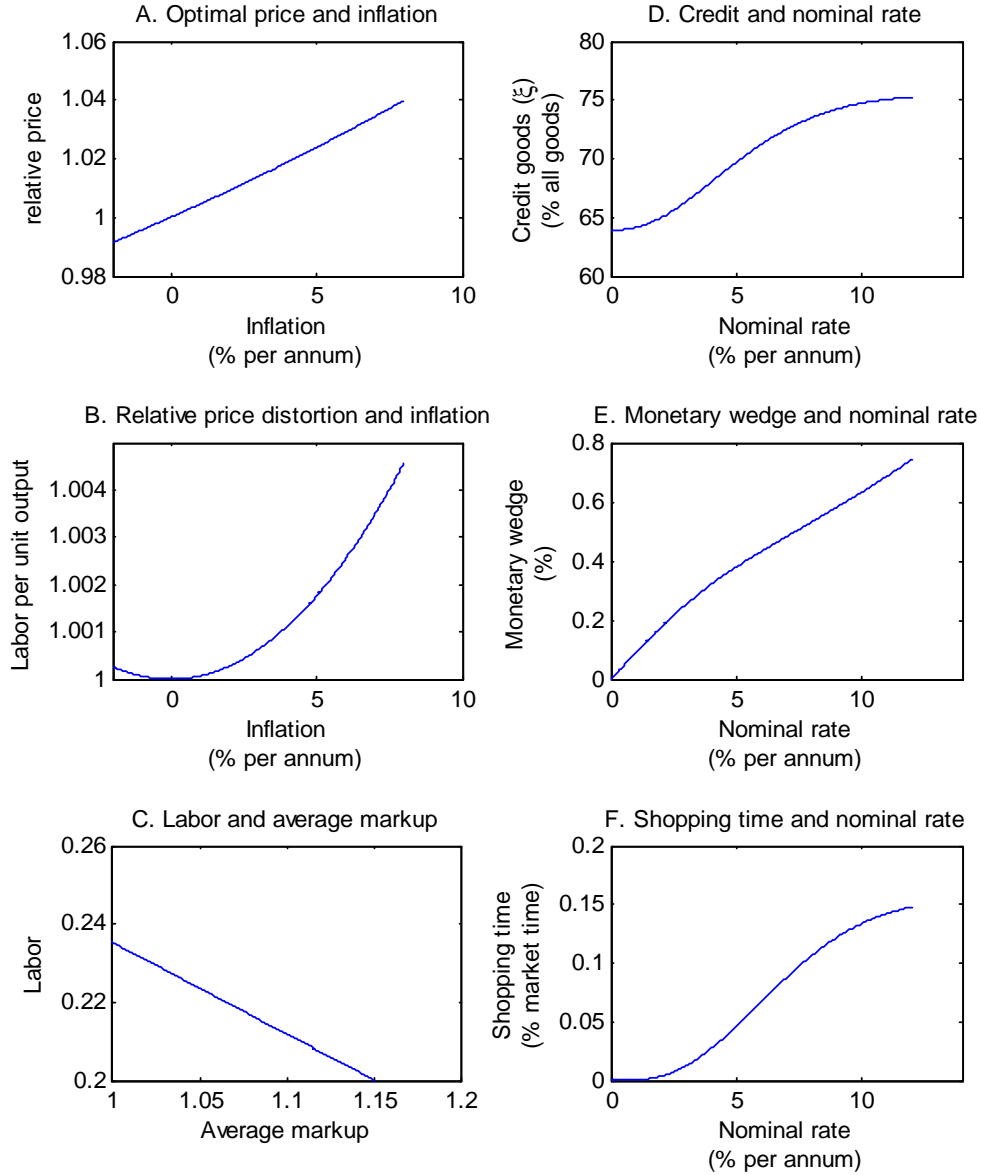 A. Optimal price and inflation
1.06
1.04
1.02
1
0.98
relative price
0
5
10
Inflation
(% per annum)
B. Relative price distortion and inflation
1.004
1.003
1.002
1.001
1
Labor per unit output
0
5
10
Inflation
(% per annum)
C. Labor and average markup
0.26
0.24
0.22
0.2
Labor
1
1.05
1.1
1.15
1.2
Average markup
D. Credit and nominal rate
80
75
70
65
60
Credit goods (ξ)
(% all goods)
0
5
10
Nominal rate
(% per annum)
E. Monetary wedge and nominal rate
0.8
0.6
0.4
0.2
0
Monetary wedge
(%)
0
5
10
Nominal rate
(% per annum)
F. Shopping time and nominal rate
0.2
0.15
0.1
0.05
0
Shopping time
(% market time)
0
5
10
Nominal rate
(% per annum)